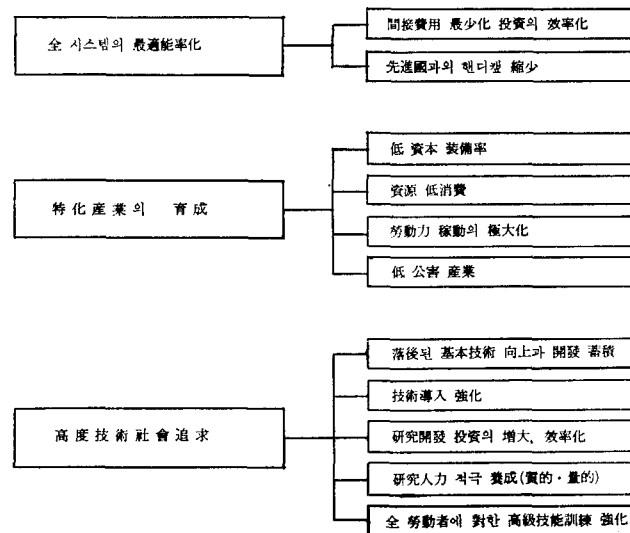 全 시스템의 最適能率化
間接費用 最少化 投資의 效率化
先進國과의 핸디캪 縮少
特化產業의 育成
低 資本 装備率
資源 低消費
勞動力 稼動의 極大化
低 公害 産業
高度技術社會追求
落後된 基本技術 向上과 開發 蓄積
技術導入 強化
研究開發 投資의 增大, 效率化
研究人力 적극 養成(質的·量的)
全 勞動者에 對한 高級技能訓練 強化